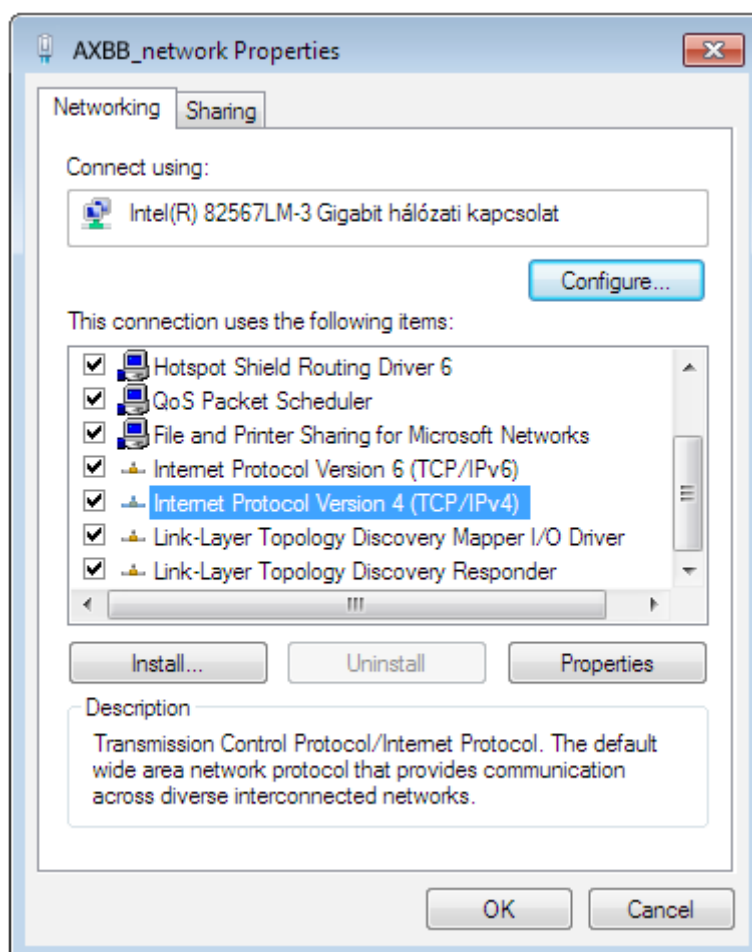 AXBB_network Properties
Networking
Sharing
Connect using:
Intel(R) 82567LM-3 Gigabit hálózati kapcsolat
Configure...
This connection uses the following items:
Hotspot Shield Routing Driver 6
QoS Packet Scheduler
File and Printer Sharing for Microsoft Networks
Internet Protocol Version 6 (TCP/IPv6)
Internet Protocol Version 4 (TCP/IPv4)
Link-Layer Topology Discovery Mapper I/O Driver
Link-Layer Topology Discovery Responder
Install...
Uninstall
Properties
Description
Transmission Control Protocol/Internet Protocol. The default
wide area network protocol that provides communication
across diverse interconnected networks.
OK
Cancel